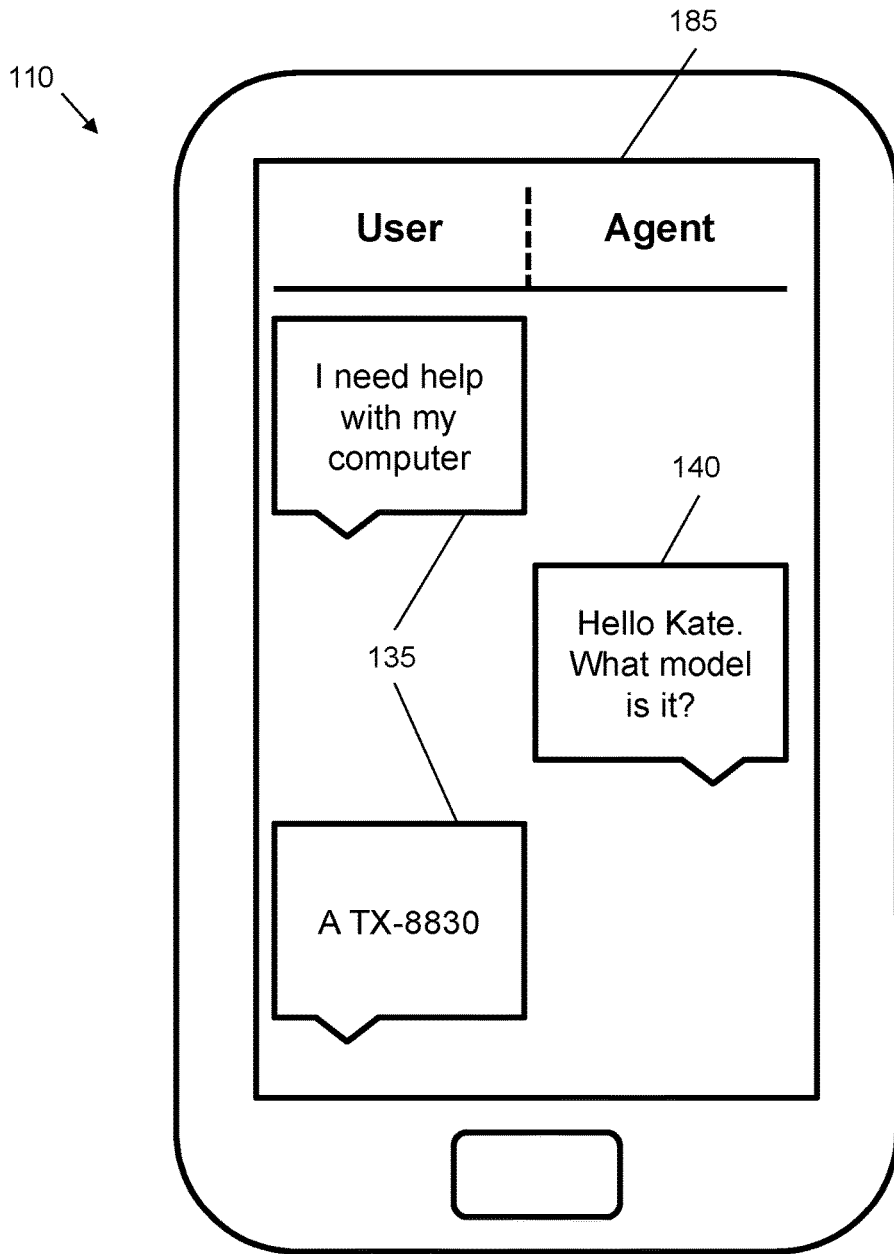 185
110
User Agent
I need help
with my
computer
140
Hello Kate.
What model
is it?
135
A TX-8830